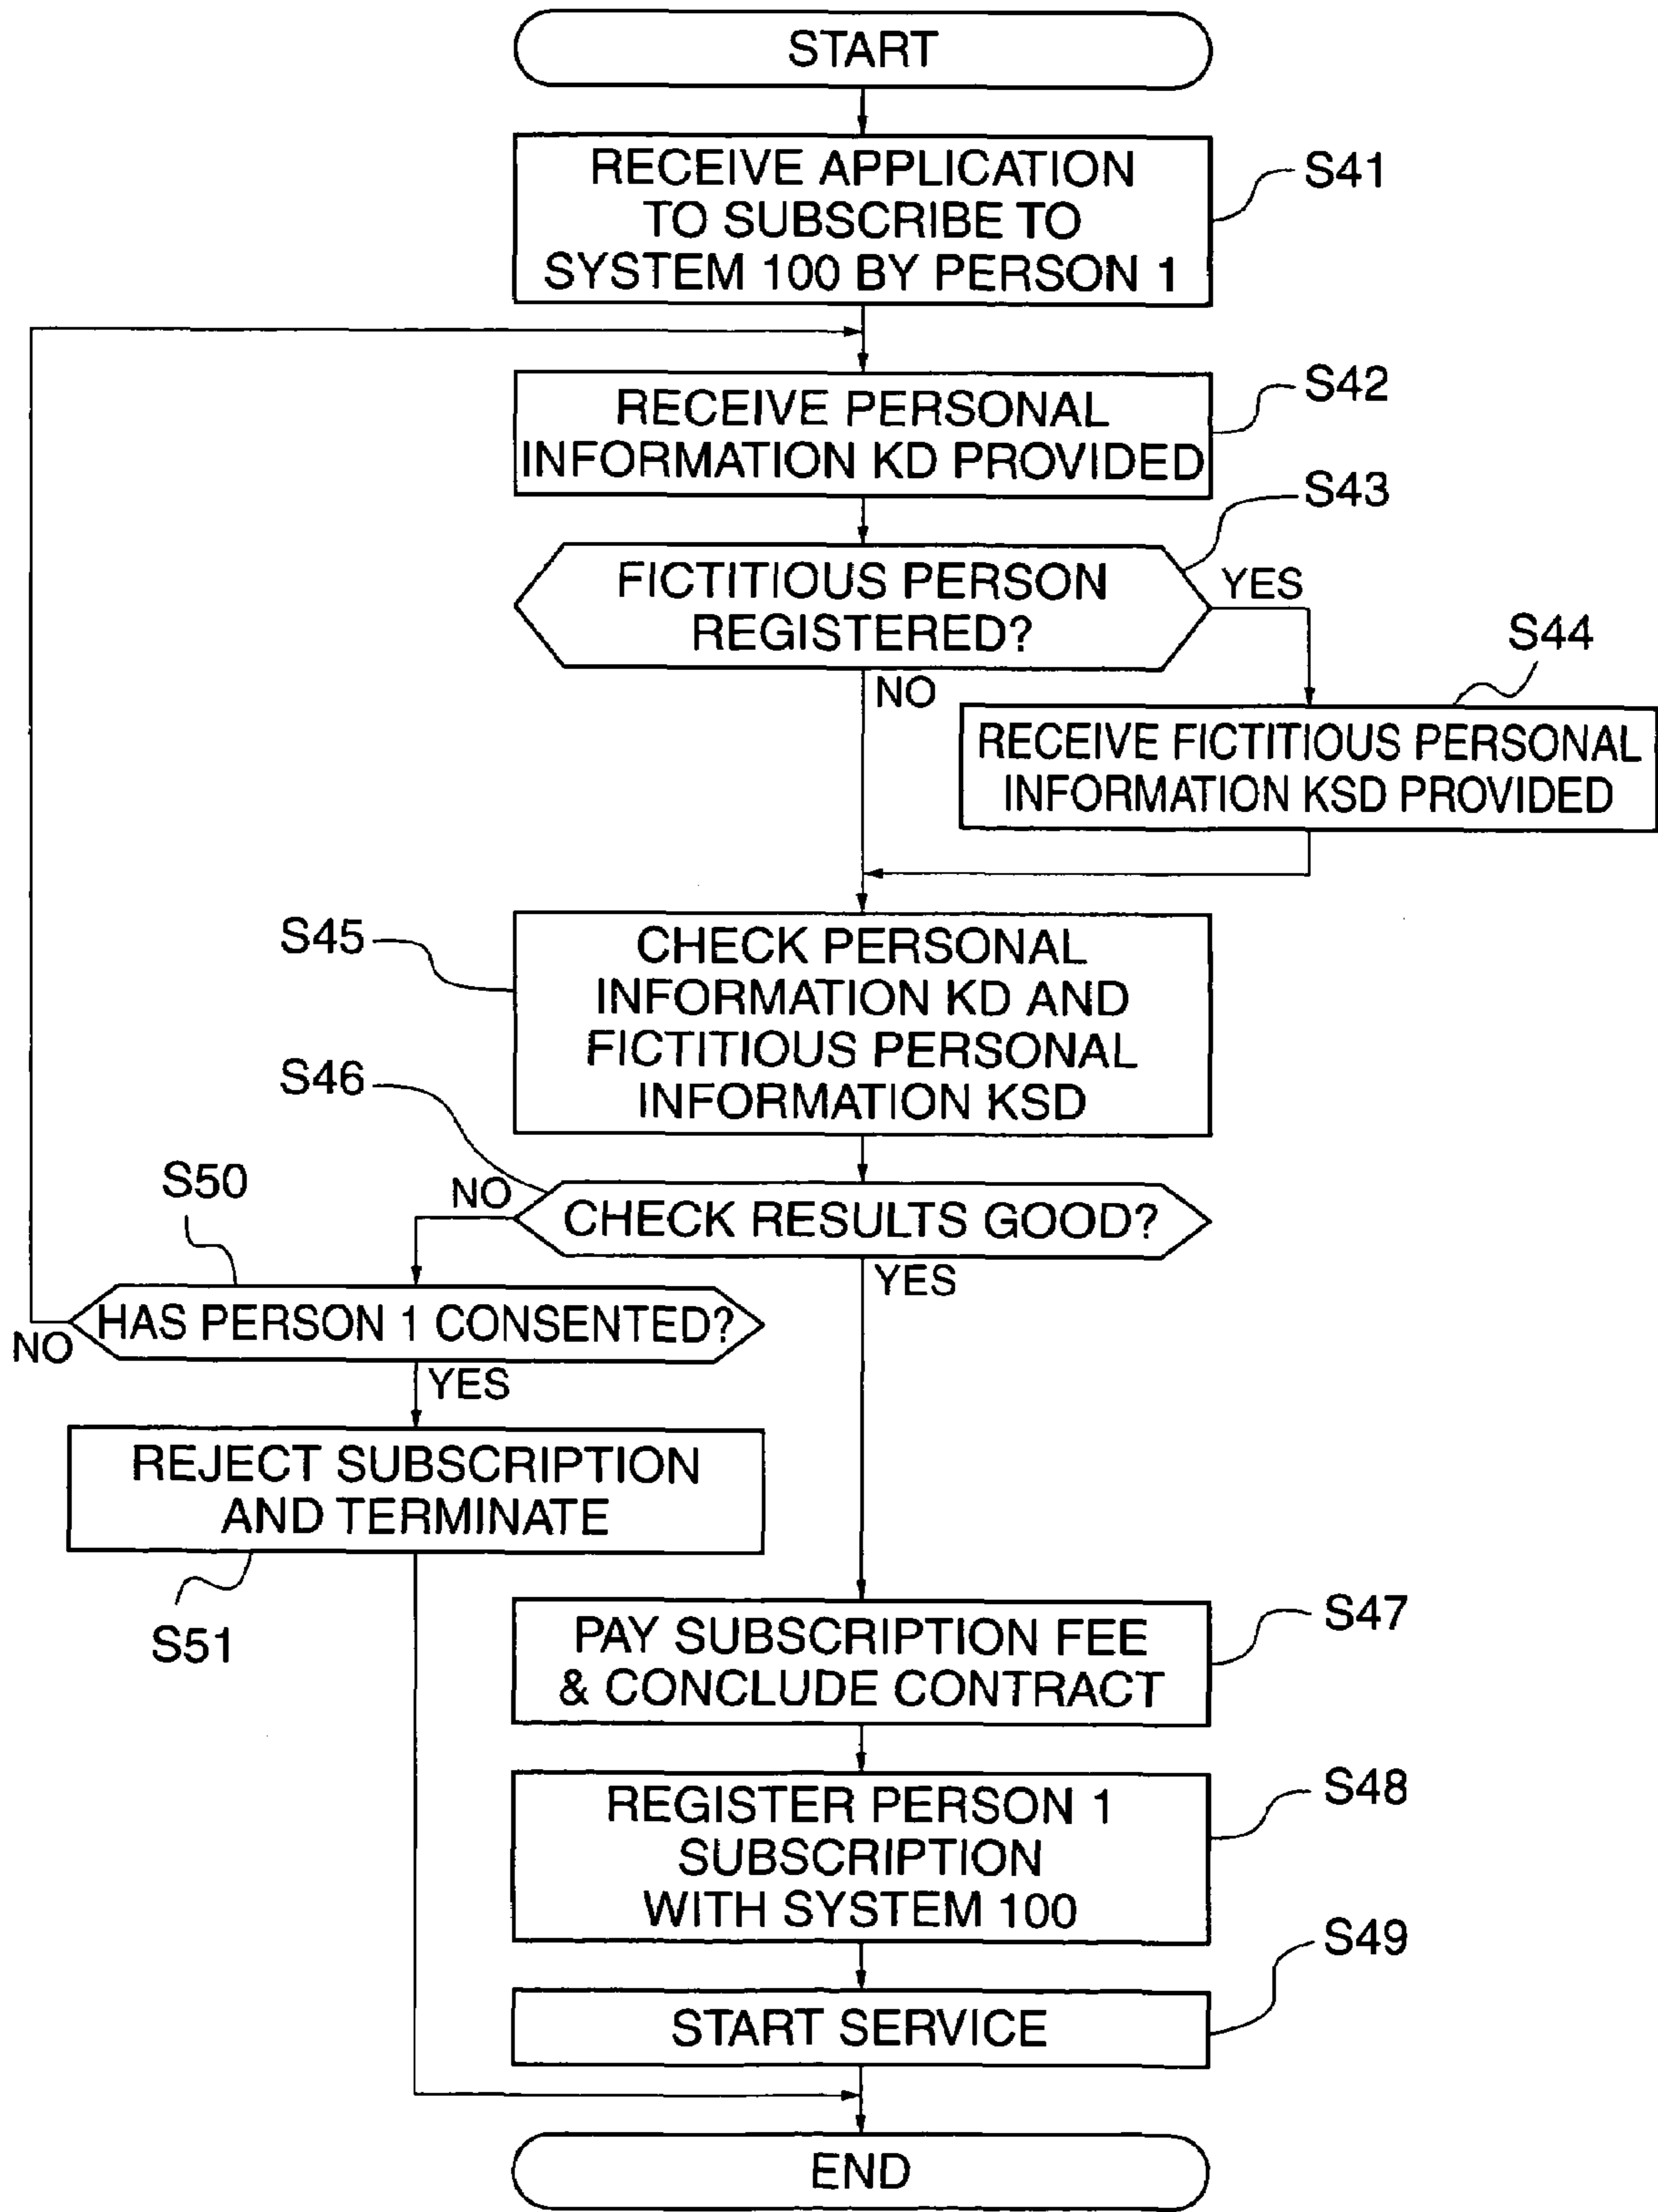 START
RECEIVE APPLICATION
TO SUBSCRIBE TO
SYSTEM 100 BY PERSON 1
S41
RECEIVE PERSONAL
INFORMATION KD PROVIDED
S42
FICTITIOUS PERSON
REGISTERED?
S43
YES
NO
S44
RECEIVE FICTITIOUS PERSONAL
INFORMATION KSD PROVIDED
S45
CHECK PERSONAL
INFORMATION KD AND
FICTITIOUS PERSONAL
INFORMATION KSD
S46
NO
CHECK RESULTS GOOD?
YES
S50
HAS PERSON 1 CONSENTED?
NO
YES
REJECT SUBSCRIPTION
AND TERMINATE
S51
PAY SUBSCRIPTION FEE
& CONCLUDE CONTRACT
S47
REGISTER PERSON 1
SUBSCRIPTION
WITH SYSTEM 100
S48
START SERVICE
S49
END